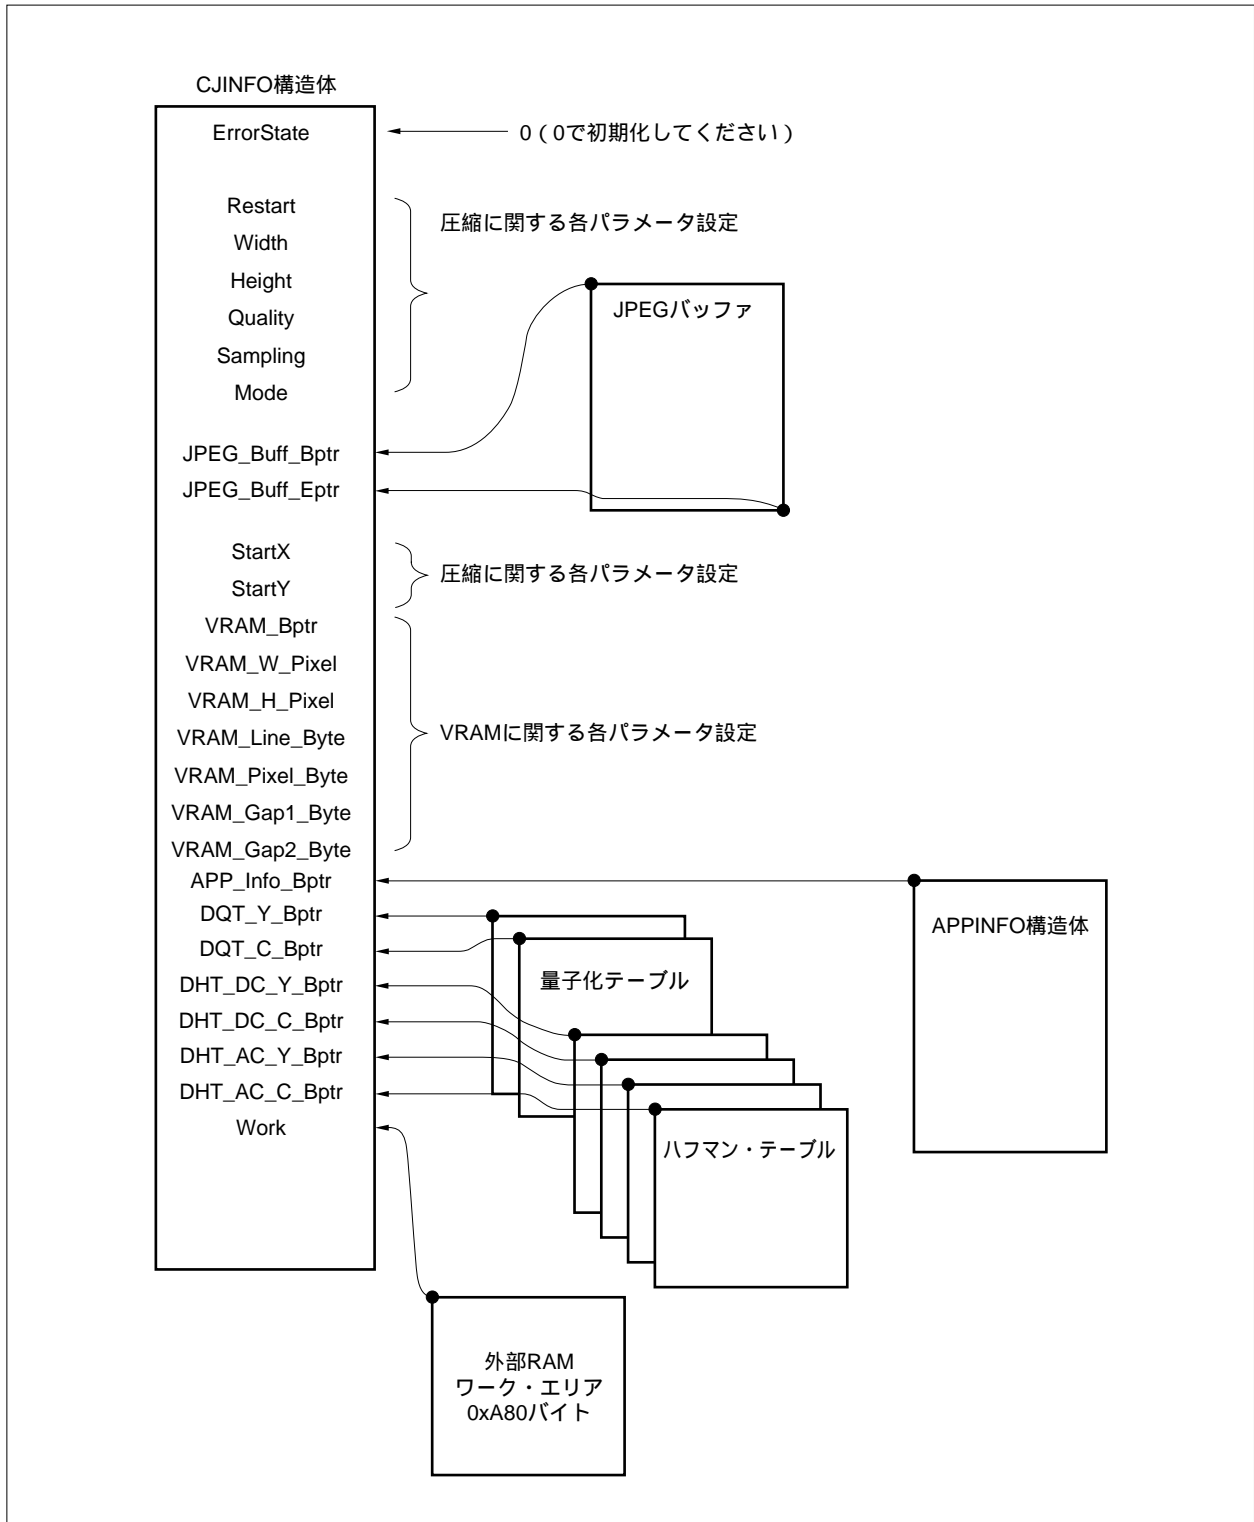 CJINFO構造体
ErrorState
0（0で初期化してください）
Restart
圧縮に関する各パラメータ設定
Width
Height
Quality
Sampling
Mode
JPEGバッファ
JPEG_Buff_Bptr
JPEG_Buff_Eptr
StartX
圧縮に関する各パラメータ設定
StartY
VRAM_Bptr
VRAM_W_Pixel
VRAM_H_Pixel
VRAM_Line_Byte
VRAMに関する各パラメータ設定
VRAM_Pixel_Byte
VRAM_Gap1_Byte
VRAM_Gap2_Byte
APP_Info_Bptr
APPINFO構造体
DQT_Y_Bptr
DQT_C_Bptr
量子化テーブル
DHT_DC_Y_Bptr
DHT_DC_C_Bptr
DHT_AC_Y_Bptr
DHT_AC_C_Bptr
Work
ハフマン・テーブル
外部RAM
ワーク・エリア
0xA80バイト